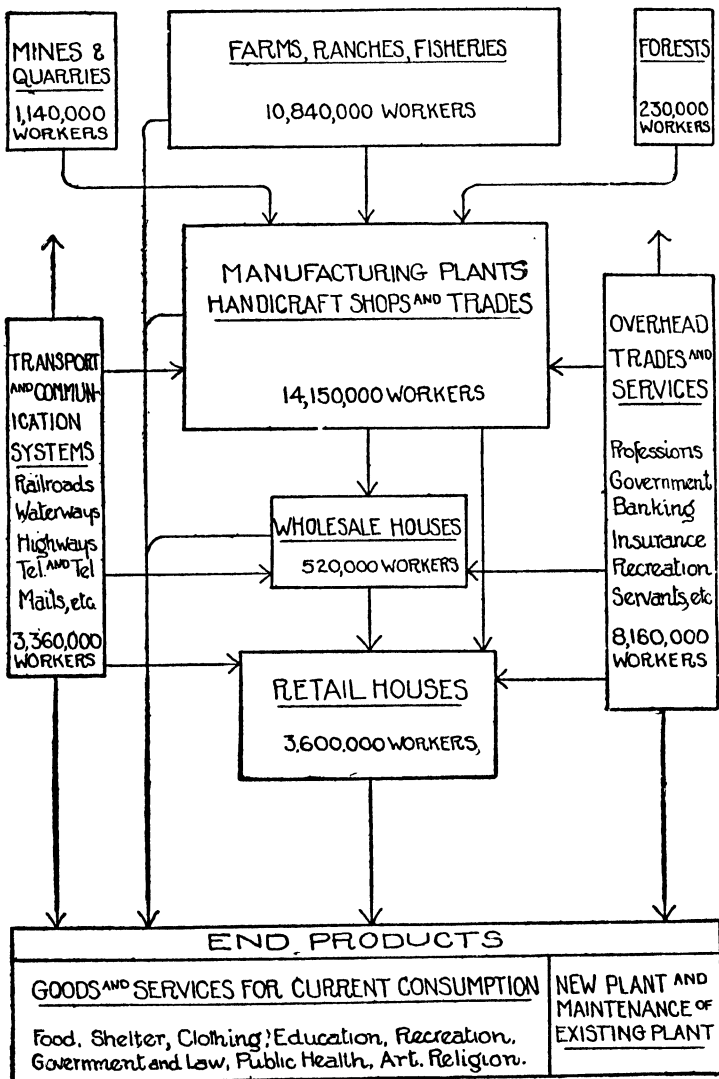 MINES &
QUARRIES
1,140,000
WORKERS
FARMS, RANCHES, FISHERIES
10,840,000 WORKERS
FORESTS
230,000
WORKERS
MANUFACTURING PLANTS
HANDICRAFT SHOPS AND TRADES
14,150,000 WORKERS
TRANSPORT
AND COMMUN-
ICATION
SYSTEMS
Railroads
Waterways
Highways
Tel. AND Tel
Mails, etc
3,360,000
WORKERS
OVERHEAD
TRADES AND
SERVICES
Professions
Government
Banking
Insurance
Recreation
Servants, etc
8,160,000
WORKERS
WHOLESALE HOUSES
520,000 WORKERS
RETAIL HOUSES
3,600,000 WORKERS,
END PRODUCTS
GOODS AND SERVICES FOR CURRENT CONSUMPTION
Food, Shelter, Clothing, Education, Recreation,
Government and Law, Public Health, Art, Religion.
NEW PLANT AND
MAINTENANCE OF
EXISTING PLANT